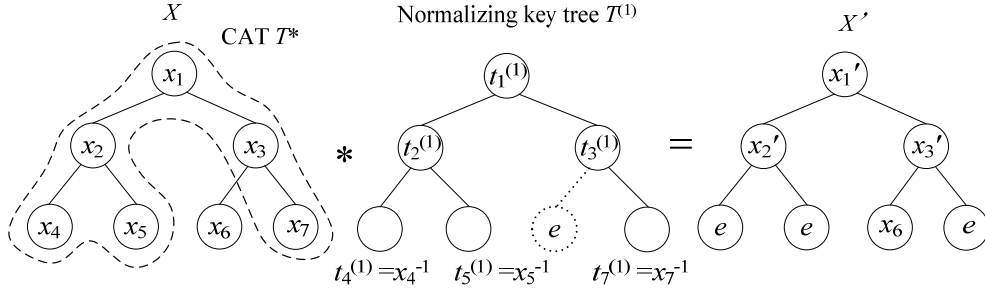 X Normalizing key tree T⁽¹⁾ X’
CAT T*
x₁ t₁⁽¹⁾ x₁′
x₂ x₃ * t₂⁽¹⁾ t₃⁽¹⁾ = x₂′ x₃′
x₄ x₅ x₆ x₇ e e e x₆ e
t₄⁽¹⁾ =x₄⁻¹ t₅⁽¹⁾ =x₅⁻¹ t₇⁽¹⁾ =x₇⁻¹